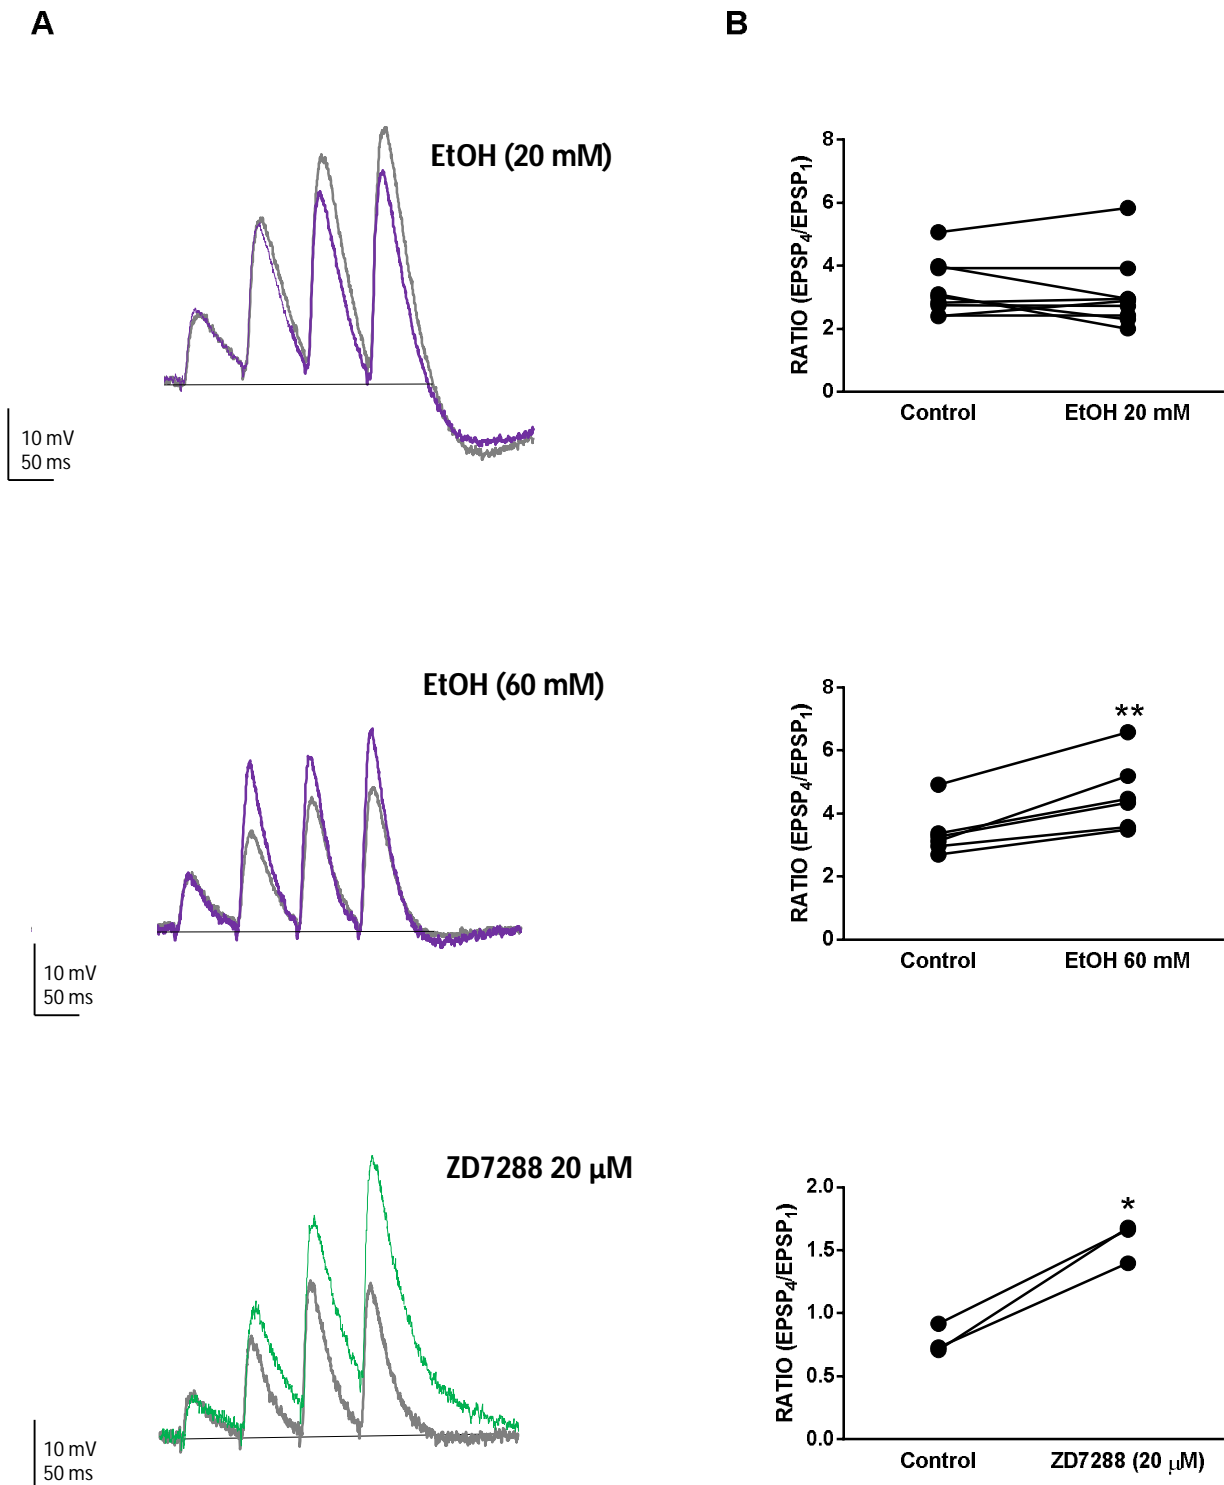 A
B
EtOH (20 mM)
10 mV
50 ms
RATIO (EPSP4/EPSP1)
8
6
4
2
0
Control
EtOH 20 mM
EtOH (60 mM)
10 mV
50 ms
RATIO (EPSP4/EPSP1)
8
6
4
2
0
**
Control
EtOH 60 mM
ZD7288 20 µM
10 mV
50 ms
RATIO (EPSP4/EPSP1)
2.0
1.5
1.0
0.5
0.0
*
Control
ZD7288 (20 µM)